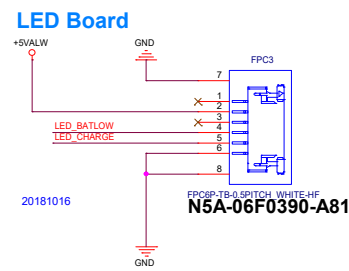 LED Board
+5VALW
GND
FPC3
7
1
2
3
LED_BATLOW
4
LED_CHARGE
5
6
8
20181016
FPC6P-TB-0.5PITCH_WHITE-HF
N5A-06F0390-A81
GND